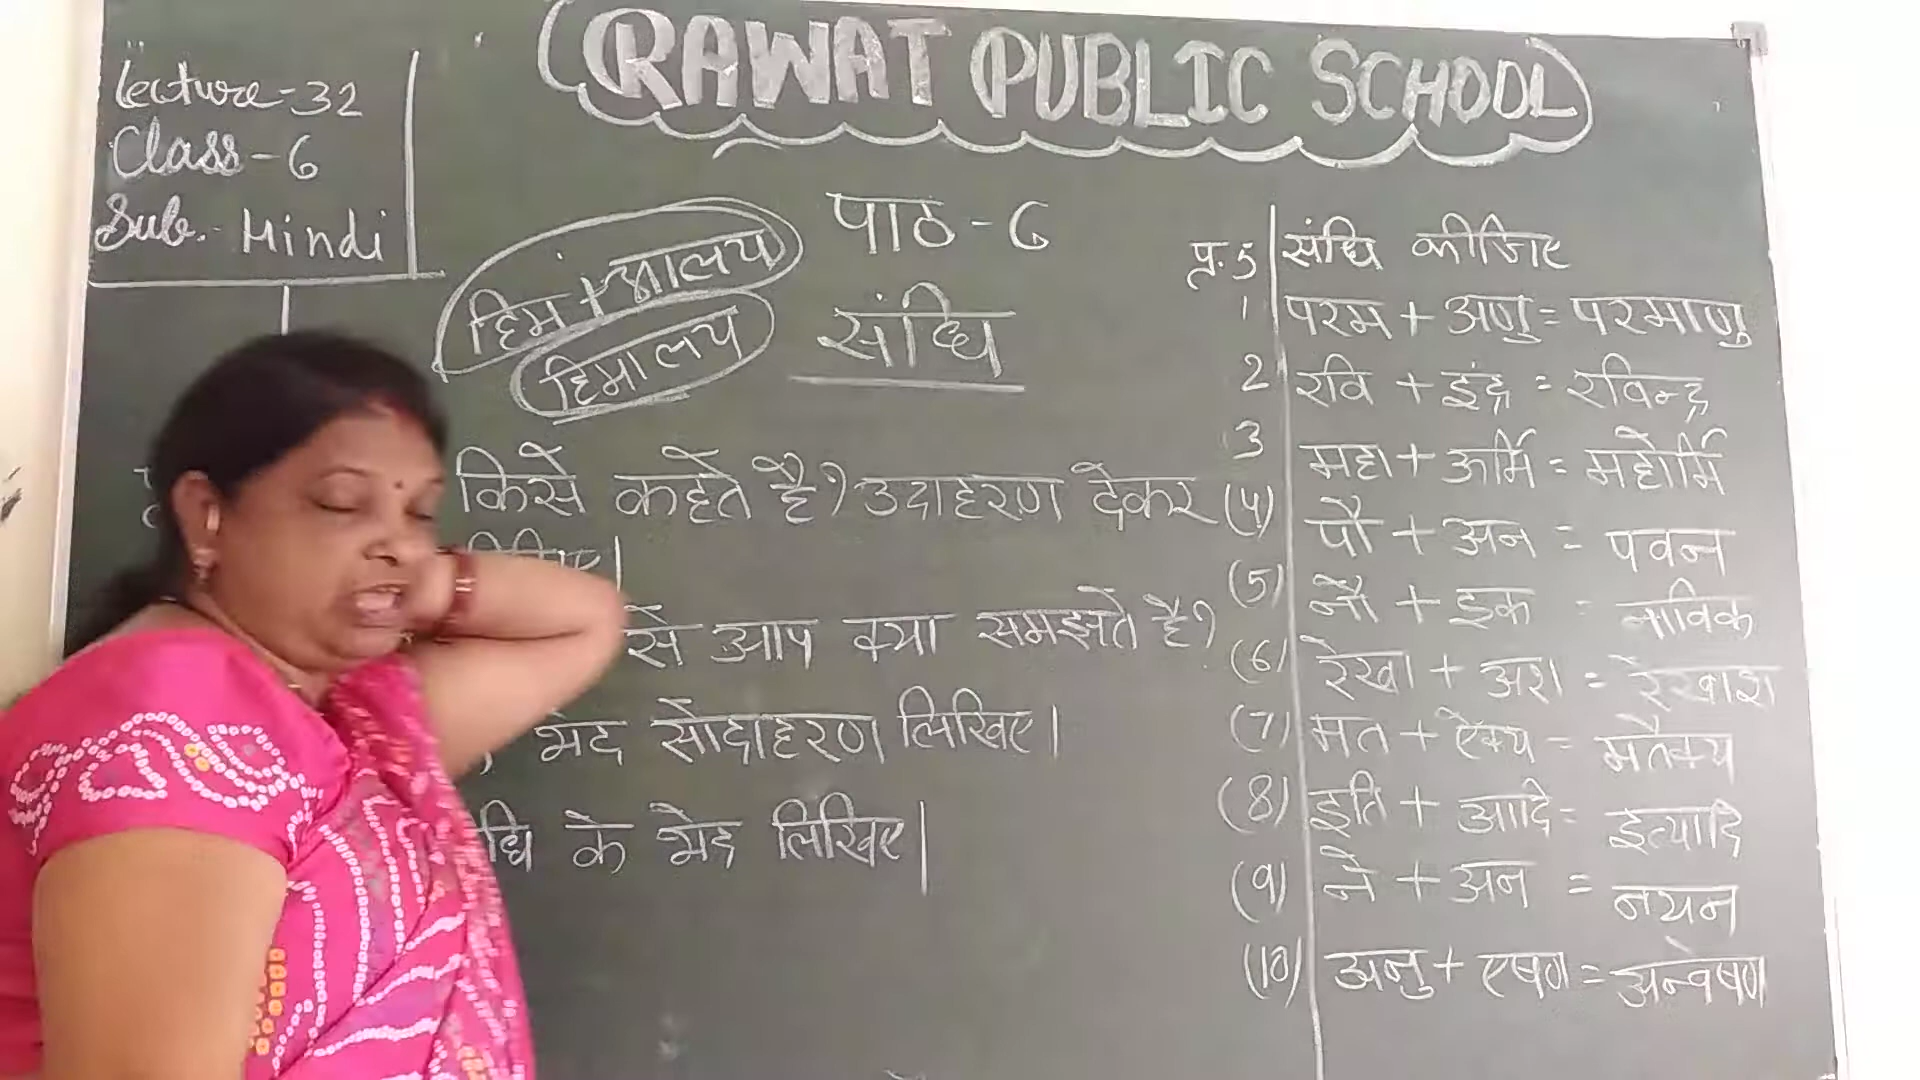 RAWAT PUBLIC SCHOOL
Lecture-32
Class-6
Sub.-Hindi
पाठ-6
संधि
हिम+आलय
हिमालय
किसे कहते है? उदाहरण देकर
से आप क्या समझते है?
भेद सोदाहरण लिखिए।
धि के भेद लिखिए।
प्र.5 संधि कीजिए
1 परम + अणु = परमाणु
2 रवि + इंद्र = रविन्द्र
3 महा + ऊर्मि = महोर्मि
(4) पौ + अन = पवन
(5) नौ + इक = नाविक
(6) रेखा + अश = रेखाश
(7) मत + ऐक्य = मतैक्य
(8) इति + आदि = इत्यादि
(9) ने + अन = नयन
(10) अनु + एषण = अन्वेषण